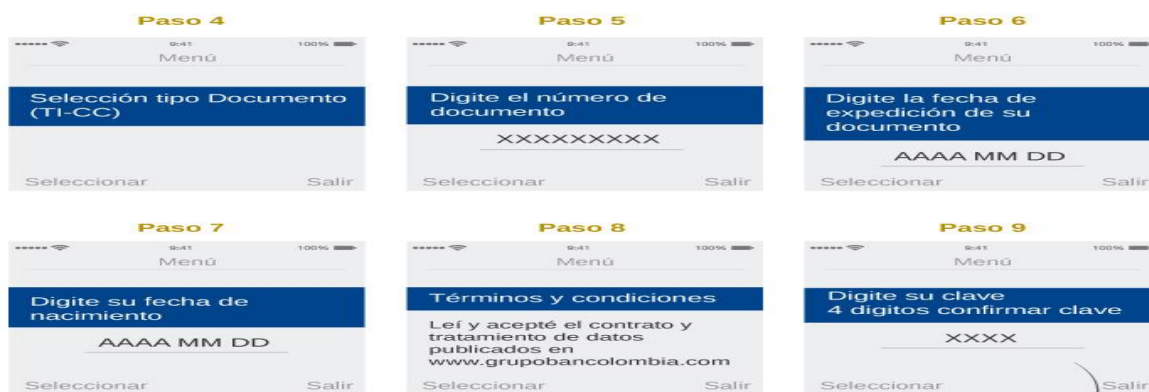 Paso 4 Paso 5 Paso 6
9:41 100% 9:41 100% 9:41 100%
Menú Menú Menú
Selección tipo Documento
(TI-CC)
Digite el número de
documento
XXXXXXXXX
Digite la fecha de
expedición de su
documento
AAAA MM DD
Seleccionar Salir Seleccionar Salir Seleccionar Salir
Paso 7 Paso 8 Paso 9
9:41 100% 9:41 100% 9:41 100%
Menú Menú Menú
Digite su fecha de
nacimiento
AAAA MM DD
Términos y condiciones
Leí y acepté el contrato y
tratamiento de datos
publicados en
www.grupobancolombia.com
Digite su clave
4 digitos confirmar clave
XXXX
Seleccionar Salir Seleccionar Salir Seleccionar Salir